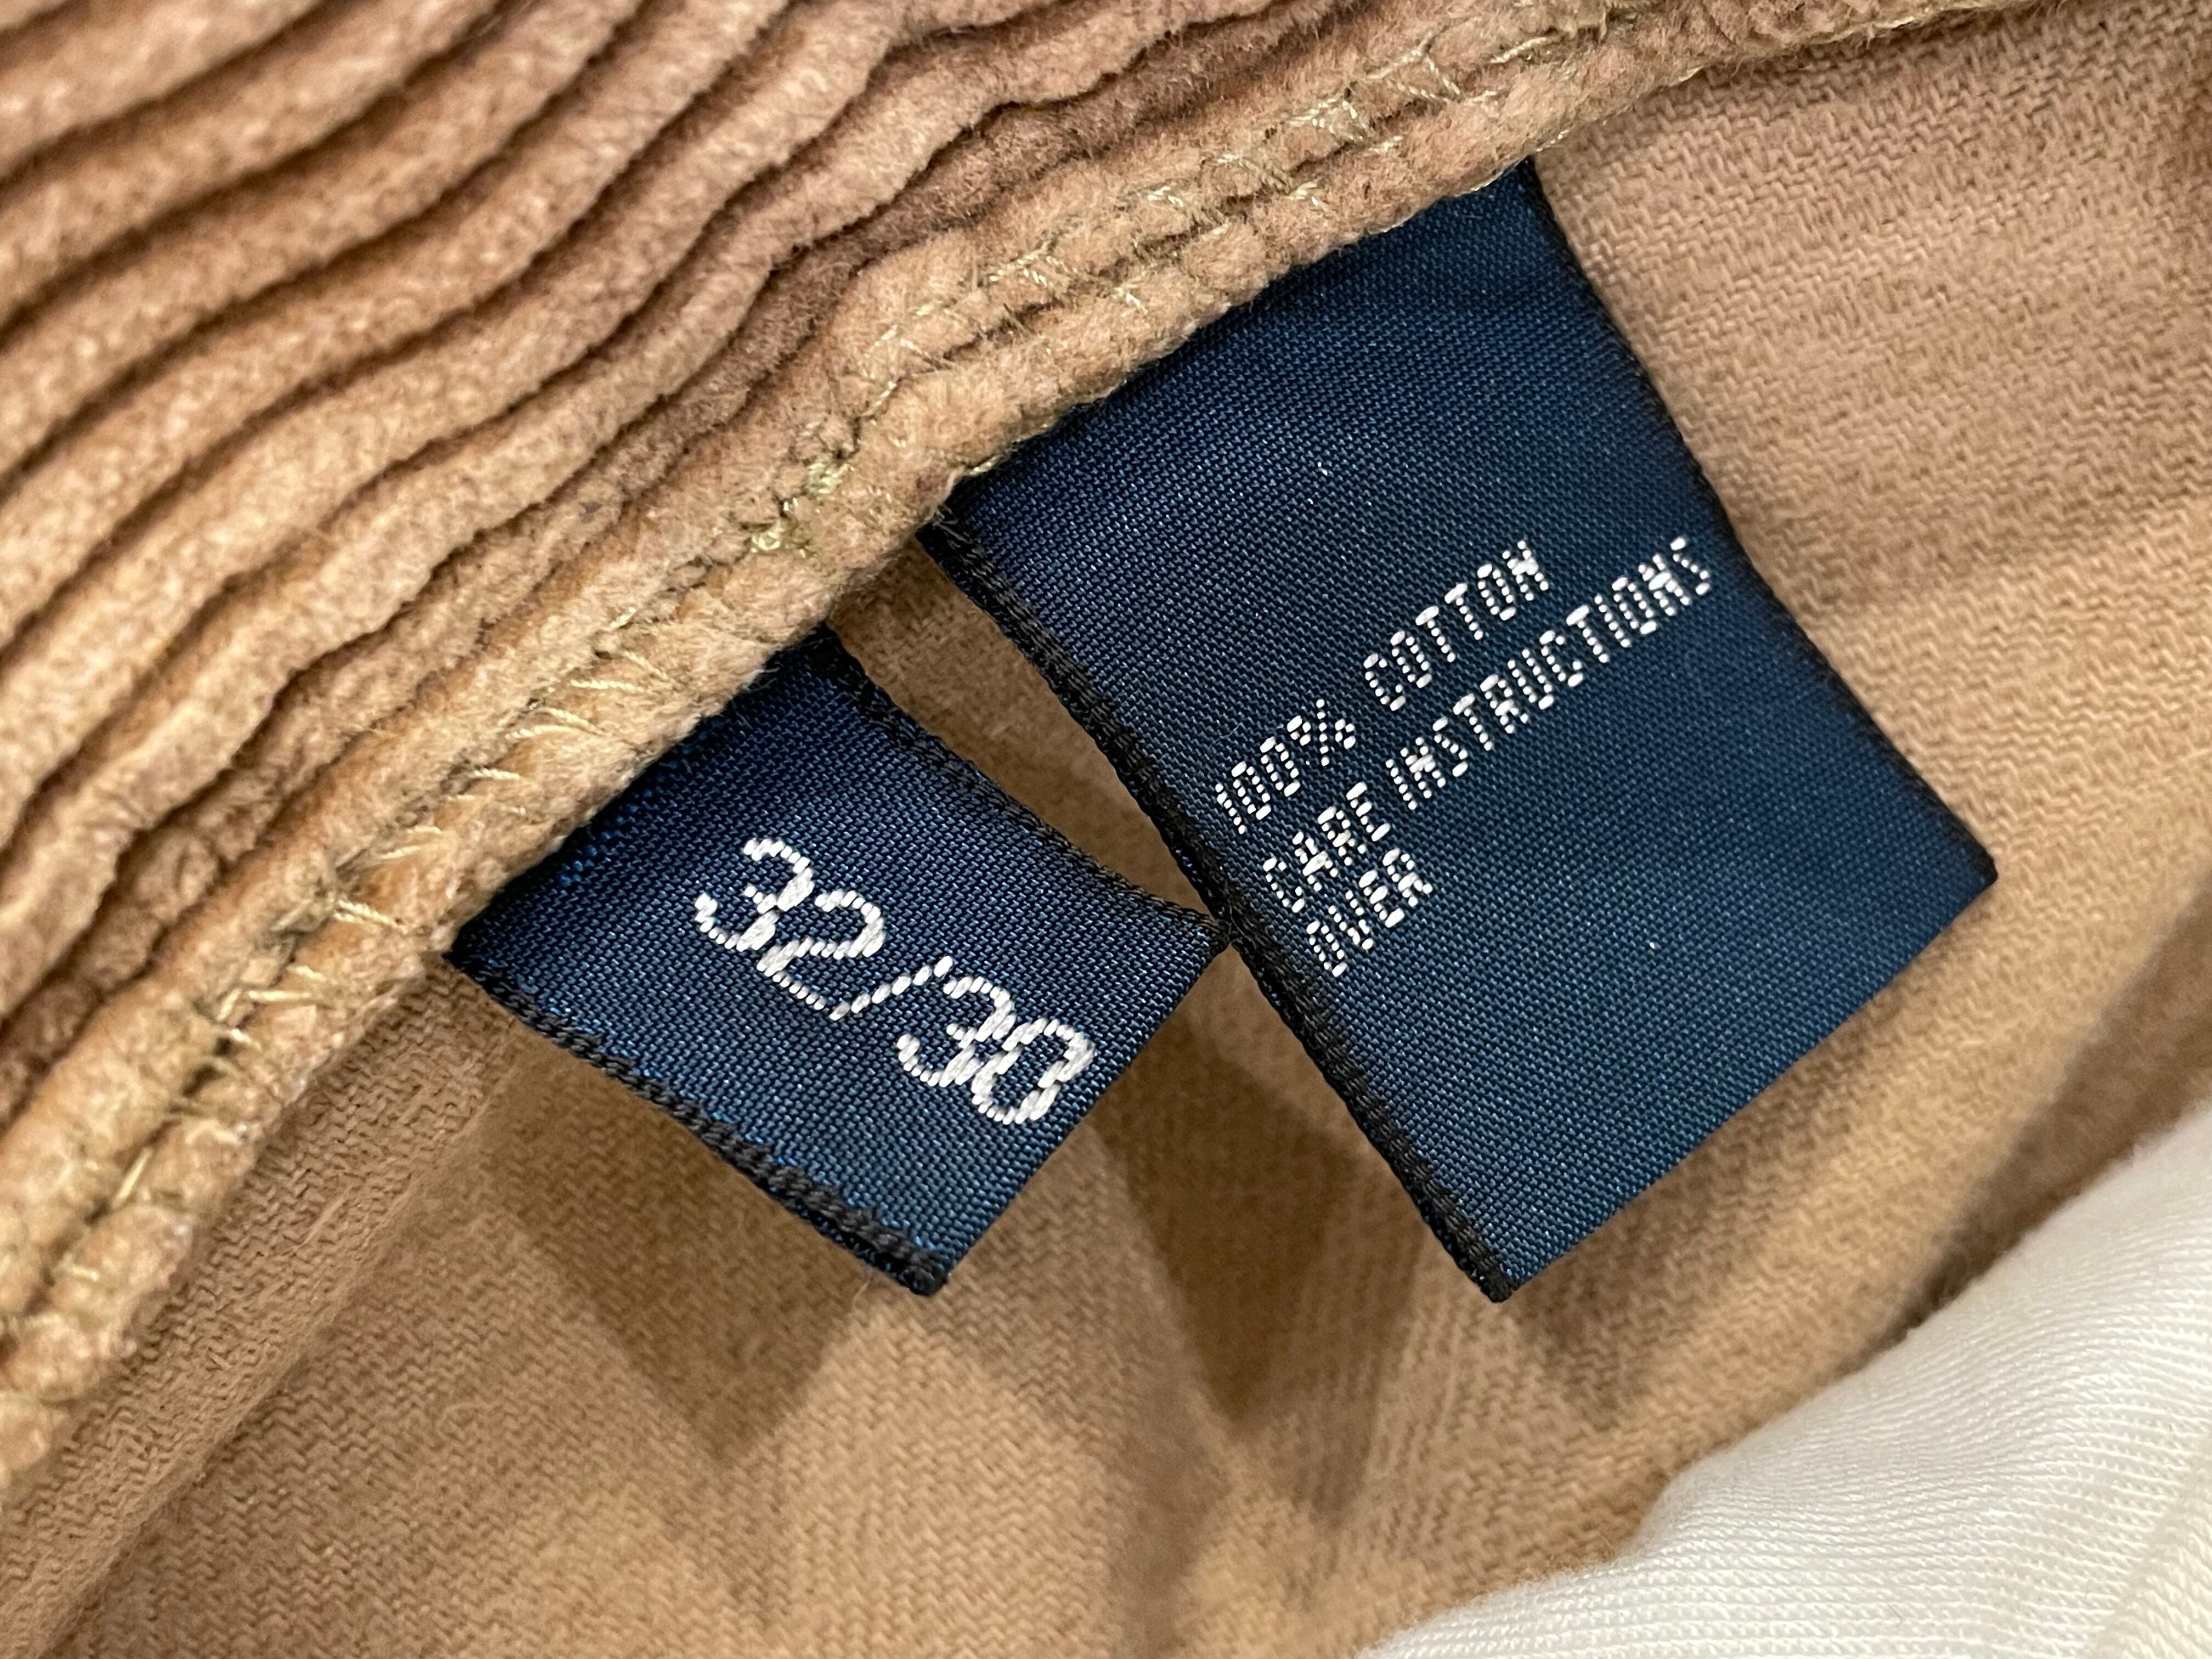 32/30
100% COTTON
CARE INSTRUCTIONS
OVER